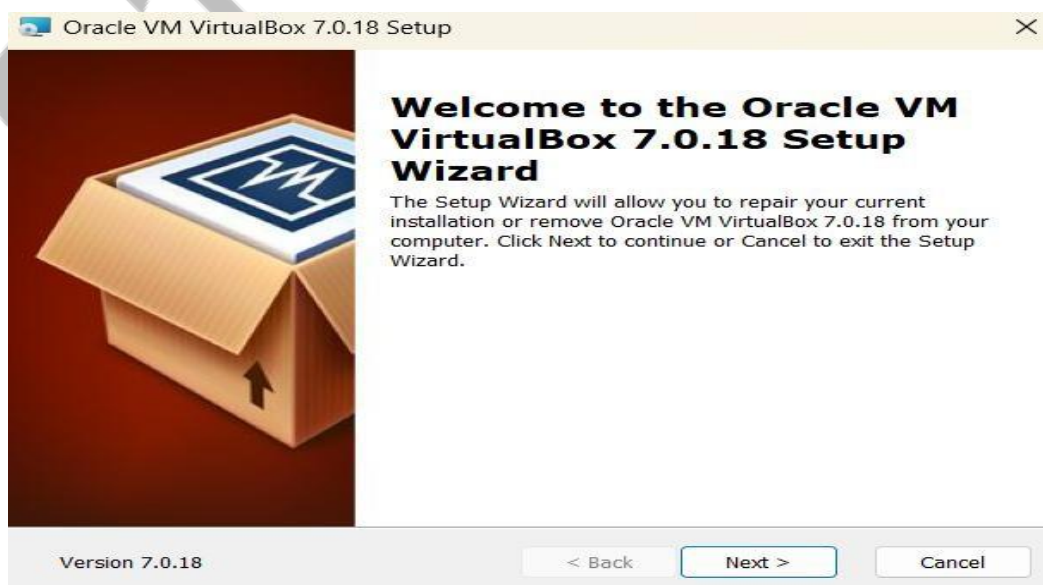 Oracle VM VirtualBox 7.0.18 Setup
Welcome to the Oracle VM
VirtualBox 7.0.18 Setup
Wizard
The Setup Wizard will allow you to repair your current
installation or remove Oracle VM VirtualBox 7.0.18 from your
computer. Click Next to continue or Cancel to exit the Setup
Wizard.
Version 7.0.18
< Back
Next >
Cancel